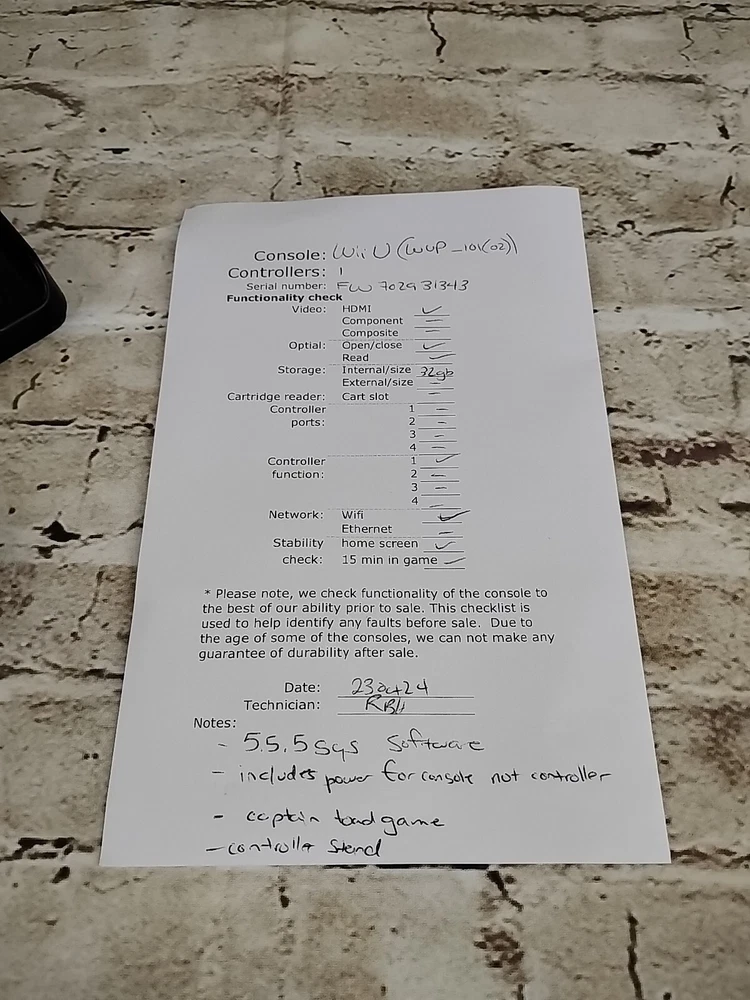 Console: Wii U (WUP-101(02))
Controllers: 1
Serial number: FW 702931343
Functionality check
Video: HDMI ✓
Component —
Composite —
Optial: Open/close ✓
Read ✓
Storage: Internal/size 32gb
External/size —
Cartridge reader: Cart slot —
Controller 1 —
ports: 2 —
3 —
4 —
Controller 1 ✓
function: 2 —
3 —
4 —
Network: Wifi ✓
Ethernet —
Stability home screen ✓
check: 15 min in game ✓
* Please note, we check functionality of the console to
the best of our ability prior to sale. This checklist is
used to help identify any faults before sale. Due to
the age of some of the consoles, we can not make any
guarantee of durability after sale.
Date: 23oct24
Technician: RBH
Notes:
- 5.5.5 sys software
- includes power for console not controller
- captain toad game
- controller stand